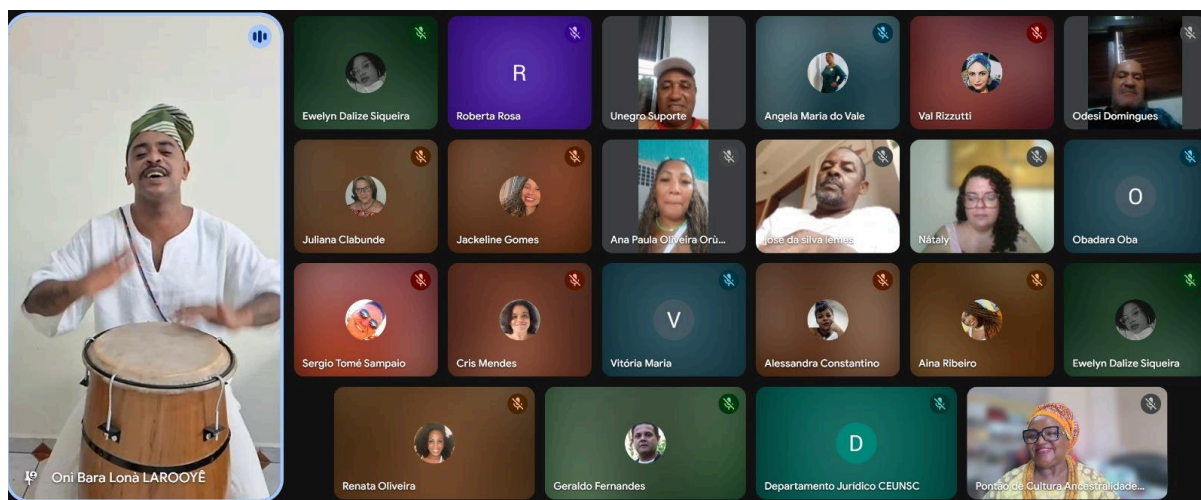 Oni Bara Lonà LAROOYÊ
Ewelyn Dalize Siqueira
R
Roberta Rosa
Unegro Suporte
Angela Maria do Vale
Val Rizzutti
Odesi Domingues
Juliana Clabunde
Jackeline Gomes
Ana Paula Oliveira Orù...
josé da silva lemes
Nátaly
O
Obadara Oba
Sergio Tomé Sampaio
Cris Mendes
V
Vitória Maria
Alessandra Constantino
Aina Ribeiro
Ewelyn Dalize Siqueira
Renata Oliveira
Geraldo Fernandes
D
Departamento Jurídico CEUNSC
Pontão de Cultura Ancestralidade...